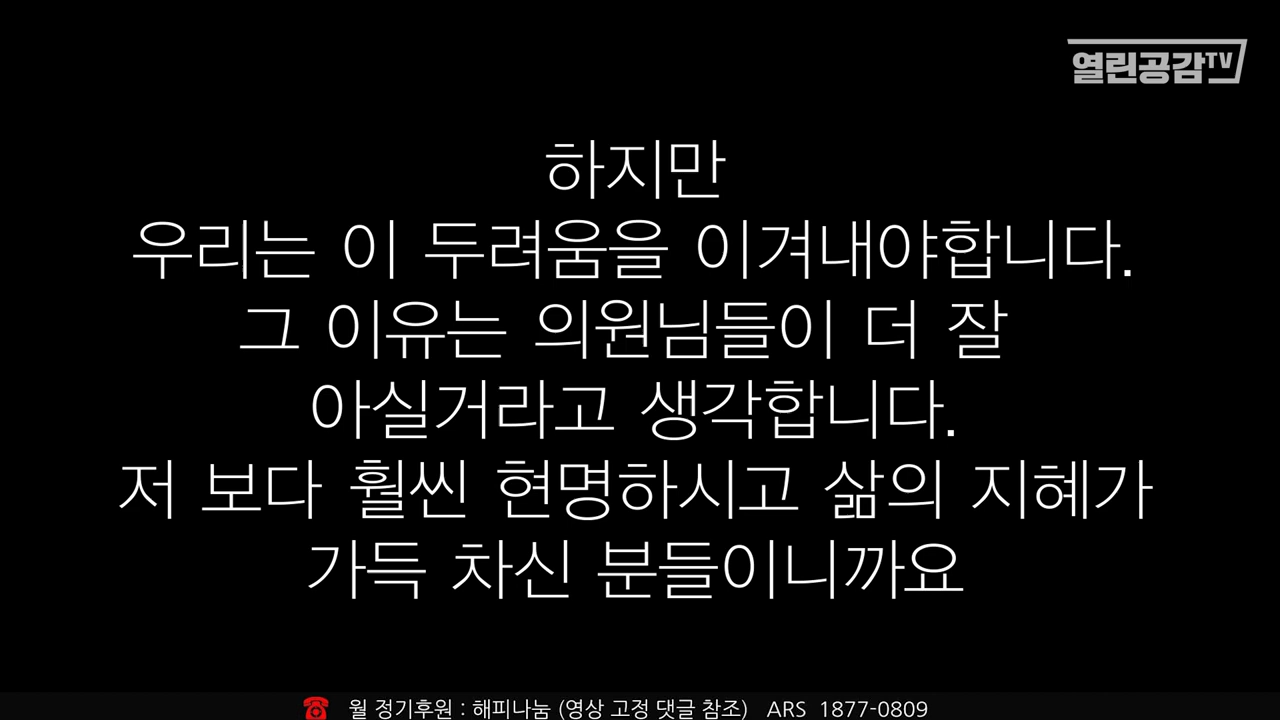 열린공감TV
하지만
우리는 이 두려움을 이겨내야합니다.
그 이유는 의원님들이 더 잘
아실거라고 생각합니다.
저 보다 훨씬 현명하시고 삶의 지혜가
가득 차신 분들이니까요
월 정기후원 : 해피나눔 (영상 고정 댓글 참조) ARS 1877-0809